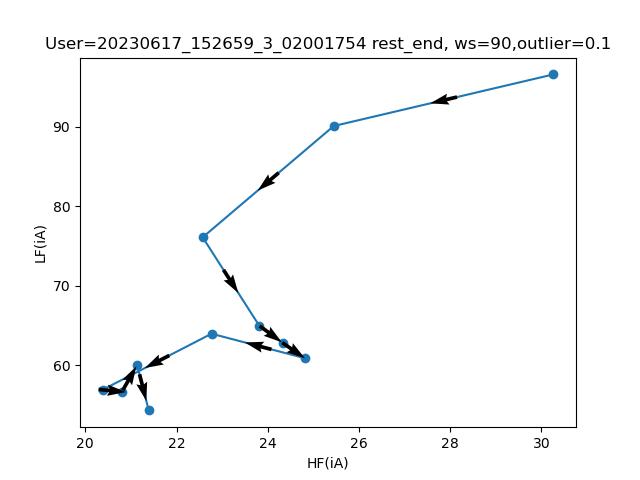 User=20230617_152659_3_02001754 rest_end, ws=90,outlier=0.1
LF(iA)
90
80
70
60
20 22 24 26 28 30
HF(iA)